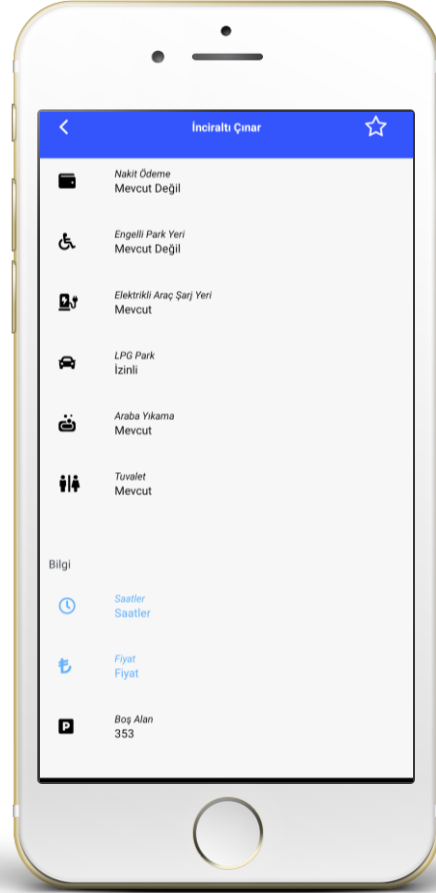 İnciraltı Çınar
Nakit Ödeme
Mevcut Değil
Engelli Park Yeri
Mevcut Değil
Elektrikli Araç Şarj Yeri
Mevcut
LPG Park
İzinli
Araba Yıkama
Mevcut
Tuvalet
Mevcut
Bilgi
Saatler
Saatler
Fiyat
Fiyat
P
Boş Alan
353